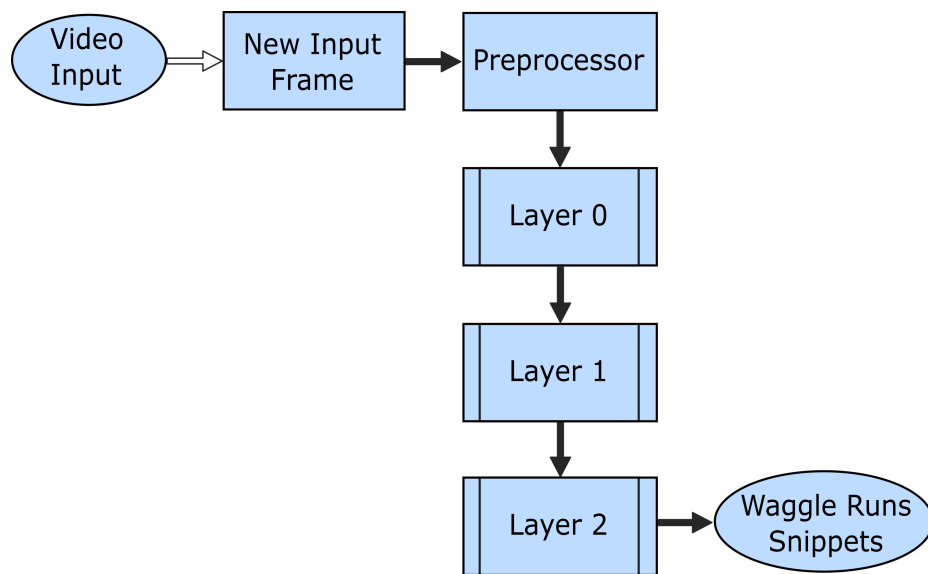 Video
Input
New Input
Frame
Preprocessor
Layer 0
Layer 1
Layer 2
Waggle Runs
Snippets